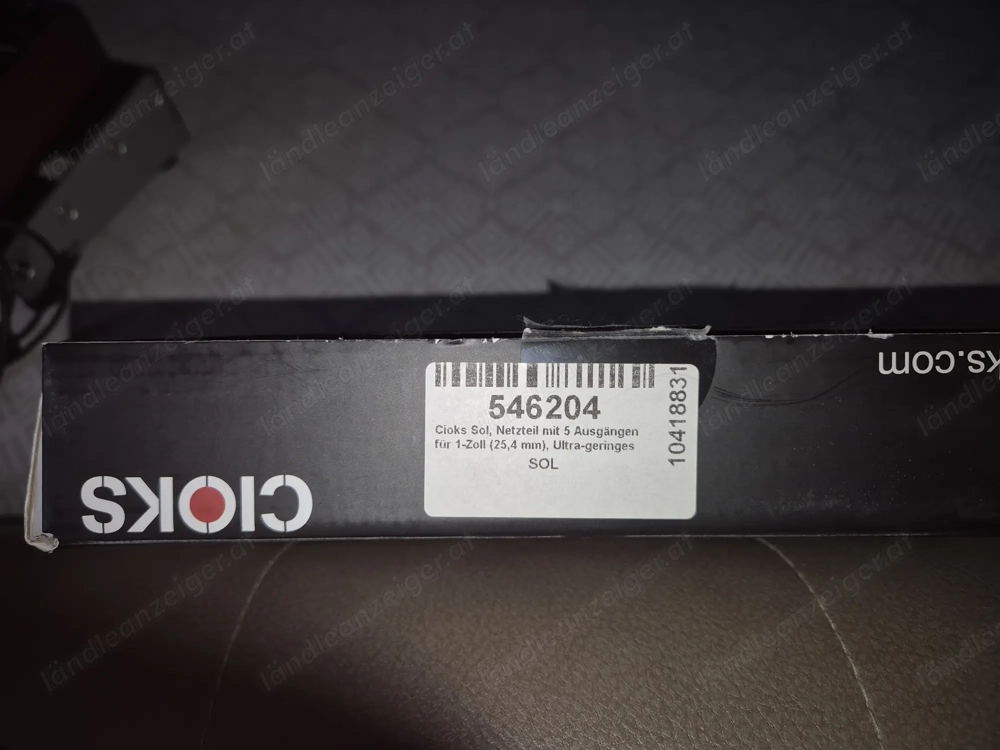 546204
Cioks Sol, Netzteil mit 5 Ausgängen
für 1-Zoll (25,4 mm), Ultra-geringes
SOL
10418831
CIOKS
ks.com
ländleanzeiger.at